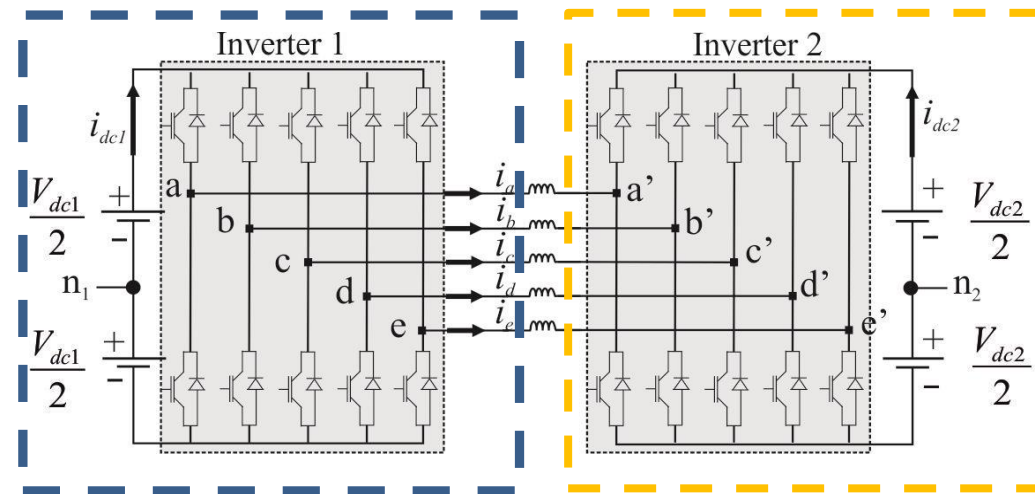 Inverter 1
Inverter 2
i_dc1
i_dc2
a
i_a
a’
b
i_b
b’
c
i_c
c’
d
i_d
d’
e
i_e
e’
V_dc1
2
+
-
V_dc2
2
+
-
n_1
n_2
V_dc1
2
+
-
V_dc2
2
+
-